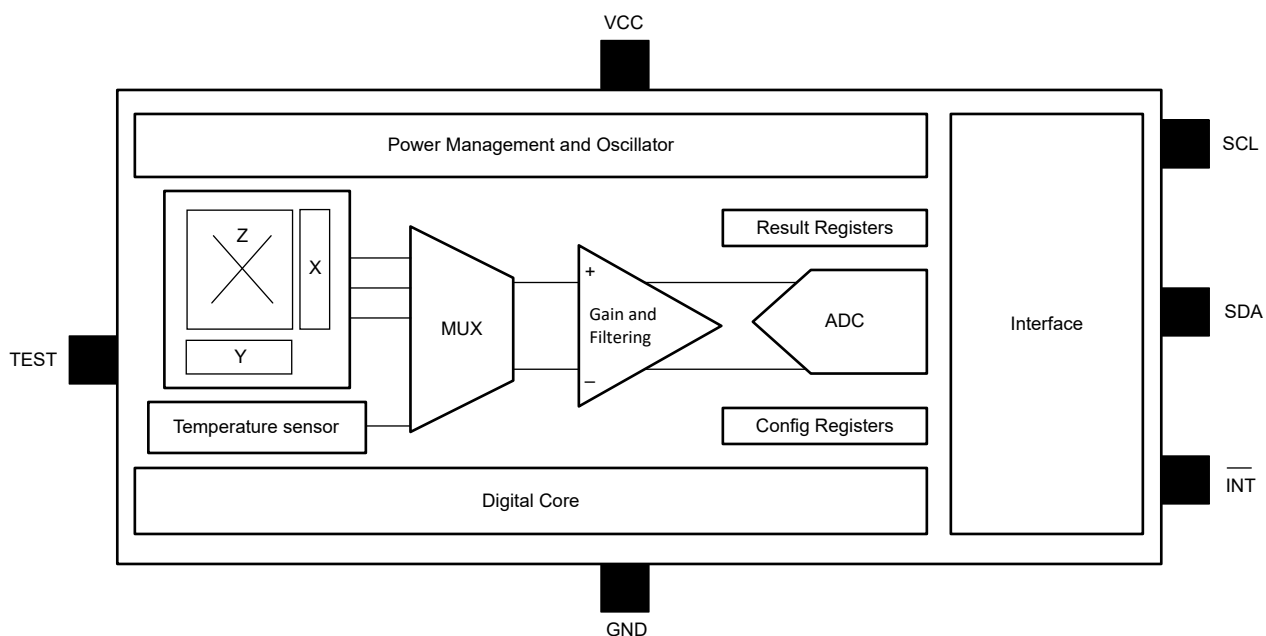 VCC
Power Management and Oscillator
SCL
Z
X
Result Registers
+
Gain and
Filtering
MUX
ADC
Interface
SDA
TEST
Y
−
Temperature sensor
Config Registers
INT
Digital Core
GND